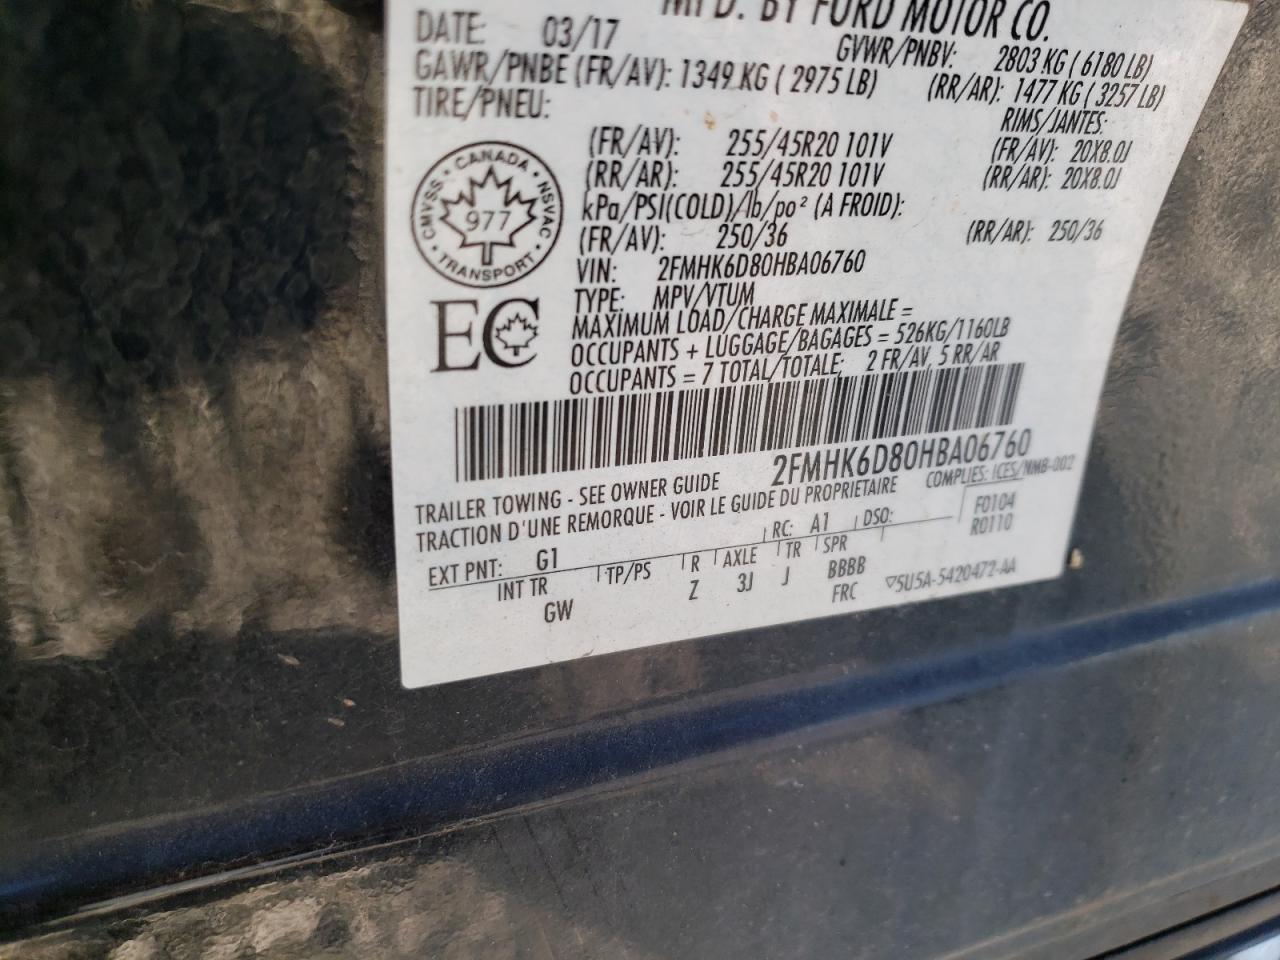 MFD. BY FORD MOTOR CO.
DATE: 03/17 GVWR/PNBV: 2803 KG ( 6180 LB)
GAWR/PNBE (FR/AV): 1349 KG ( 2975 LB) (RR/AR): 1477 KG ( 3257 LB)
TIRE/PNEU: RIMS/JANTES:
(FR/AV): 255/45R20 101V (FR/AV): 20X8.0J
(RR/AR): 255/45R20 101V (RR/AR): 20X8.0J
kPa/PSI(COLD)/lb/po² (A FROID):
(FR/AV): 250/36 (RR/AR): 250/36
CANADA
CMVSS 977 NSVAC
TRANSPORT
VIN: 2FMHK6D80HBA06760
TYPE: MPV/VTUM
EC
MAXIMUM LOAD/CHARGE MAXIMALE =
OCCUPANTS + LUGGAGE/BAGAGES = 526KG/1160LB
OCCUPANTS = 7 TOTAL/TOTALE; 2 FR/AV, 5 RR/AR
2FMHK6D80HBA06760
TRAILER TOWING - SEE OWNER GUIDE COMPLIES: ICES/NMB-002
TRACTION D'UNE REMORQUE - VOIR LE GUIDE DU PROPRIETAIRE
F0104
R0110
EXT PNT: G1 RC: A1 DSO:
INT TR TP/PS R AXLE TR SPR
GW Z 3J J BBBB
FRC 5U5A-5420472-AA